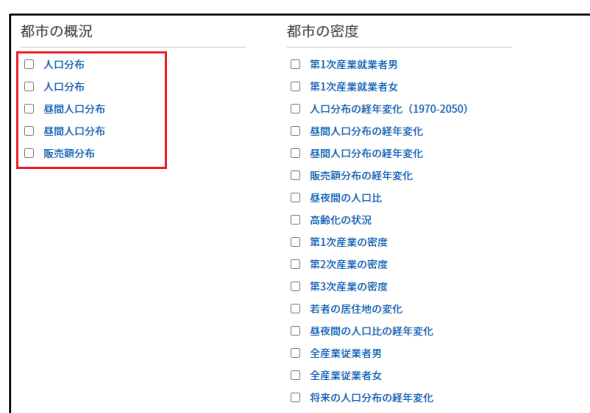 都市の概況
人口分布
人口分布
昼間人口分布
昼間人口分布
販売額分布
都市の密度
第1次産業就業者男
第1次産業就業者女
人口分布の経年変化（1970-2050）
昼間人口分布の経年変化
昼間人口分布の経年変化
販売額分布の経年変化
昼夜間の人口比
高齢化の状況
第1次産業の密度
第2次産業の密度
第3次産業の密度
若者の居住地の変化
昼夜間の人口比の経年変化
全産業従業者男
全産業従業者女
将来の人口分布の経年変化